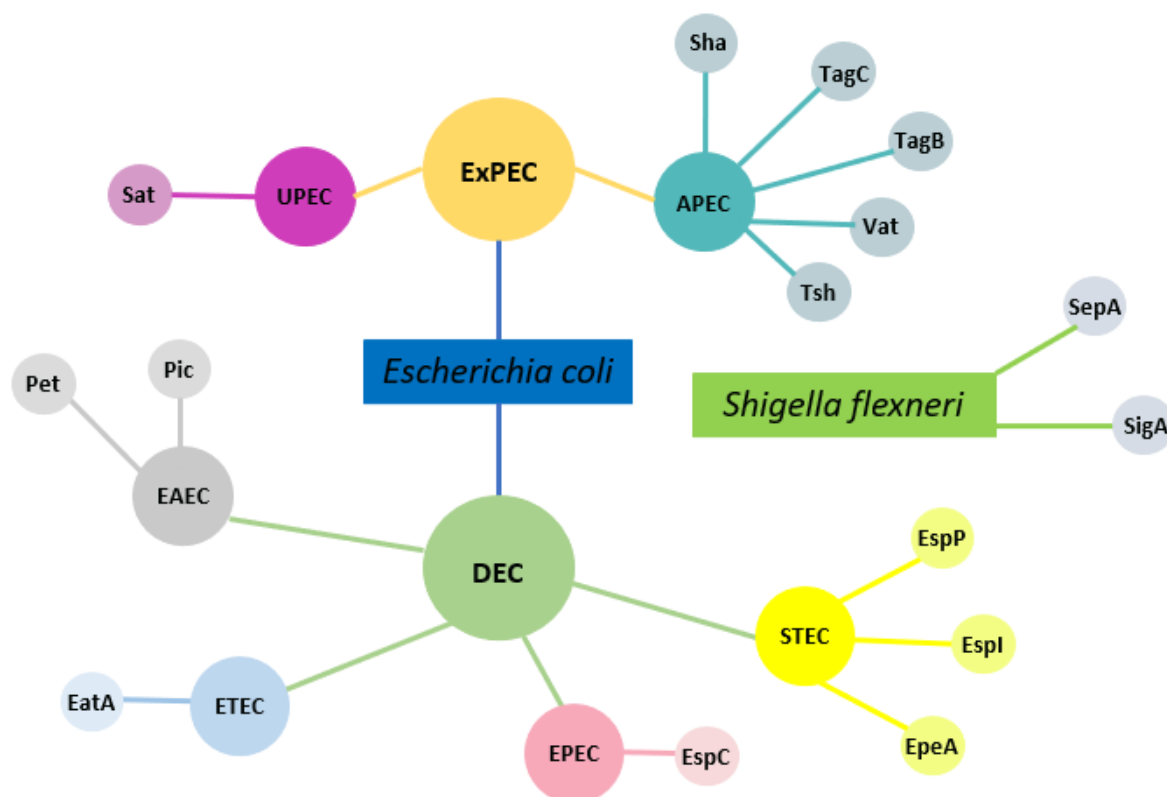 Sha
TagC
TagB
ExPEC
Sat
UPEC
APEC
Vat
Tsh
SepA
Escherichia coli
Pic
Pet
Shigella flexneri
SigA
EAEC
EspP
DEC
STEC
EspI
EatA
ETEC
EPEC
EspC
EpeA